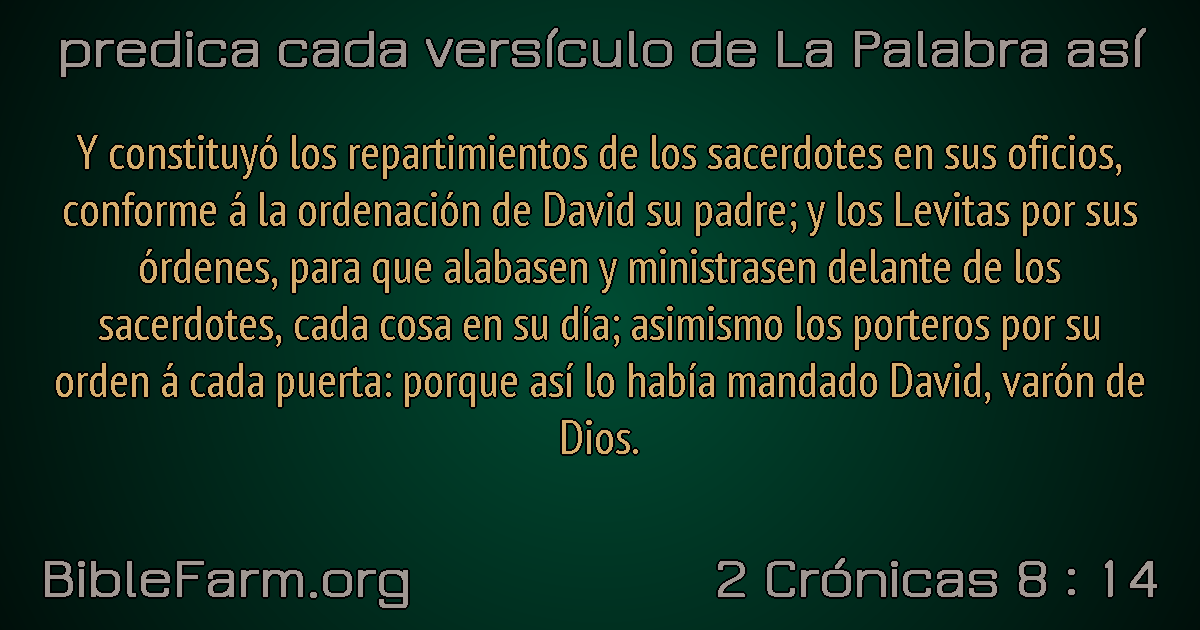 predica cada versículo de La Palabra así
Y constituyó los repartimientos de los sacerdotes en sus oficios,
conforme á la ordenación de David su padre; y los Levitas por sus
órdenes, para que alabasen y ministrasen delante de los
sacerdotes, cada cosa en su día; asimismo los porteros por su
orden á cada puerta: porque así lo había mandado David, varón de
Dios.
BibleFarm.org
2 Crónicas 8 : 14